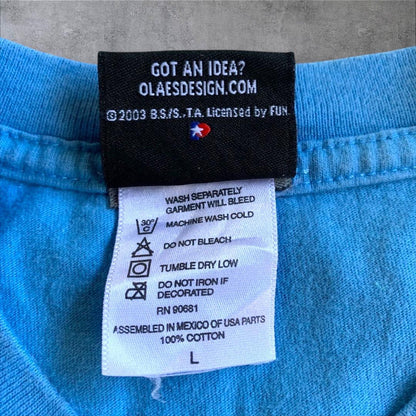 GOT AN IDEA?
OLAESDESIGN.COM
© 2003 B.S./S., T.A. Licensed by FUN.
WASH SEPARATELY
GARMENT WILL BLEED
30°
C
MACHINE WASH COLD
DO NOT BLEACH
TUMBLE DRY LOW
DO NOT IRON IF
DECORATED
RN 90681
ASSEMBLED IN MEXICO OF USA PARTS
100% COTTON
L